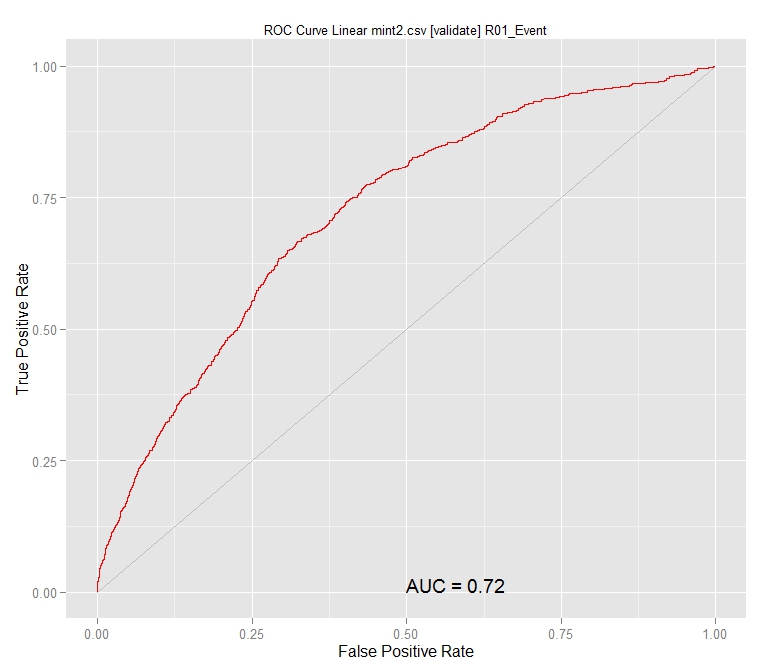 ROC Curve Linear mint2.csv [validate] R01_Event
1.00
0.75
0.50
0.25
0.00
True Positive Rate
AUC = 0.72
0.00 0.25 0.50 0.75 1.00
False Positive Rate